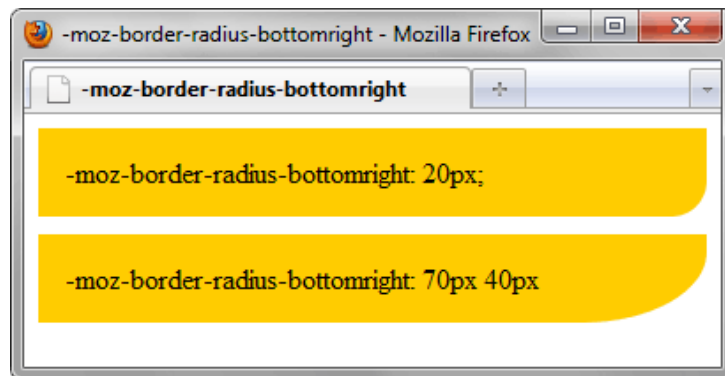 -moz-border-radius-bottomright - Mozilla Firefox
-moz-border-radius-bottomright
-moz-border-radius-bottomright: 20px;
-moz-border-radius-bottomright: 70px 40px